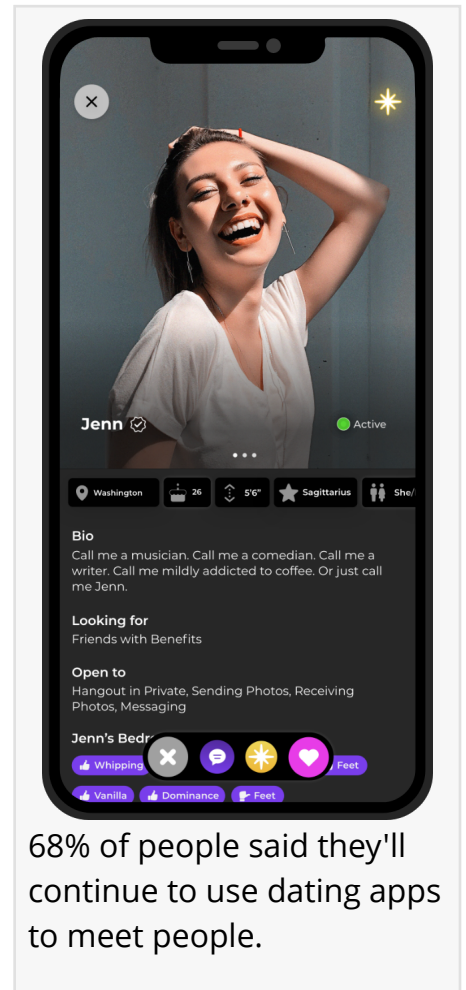 Jenn
Active
Washington
26
5'6"
Sagittarius
She/
Bio
Call me a musician. Call me a comedian. Call me a
writer. Call me mildly addicted to coffee. Or just call
me Jenn.
Looking for
Friends with Benefits
Open to
Hangout in Private, Sending Photos, Receiving
Photos, Messaging
Jenn's Bedr
Whipping
Feet
Vanilla
Dominance
Feet
68% of people said they'll
continue to use dating apps
to meet people.